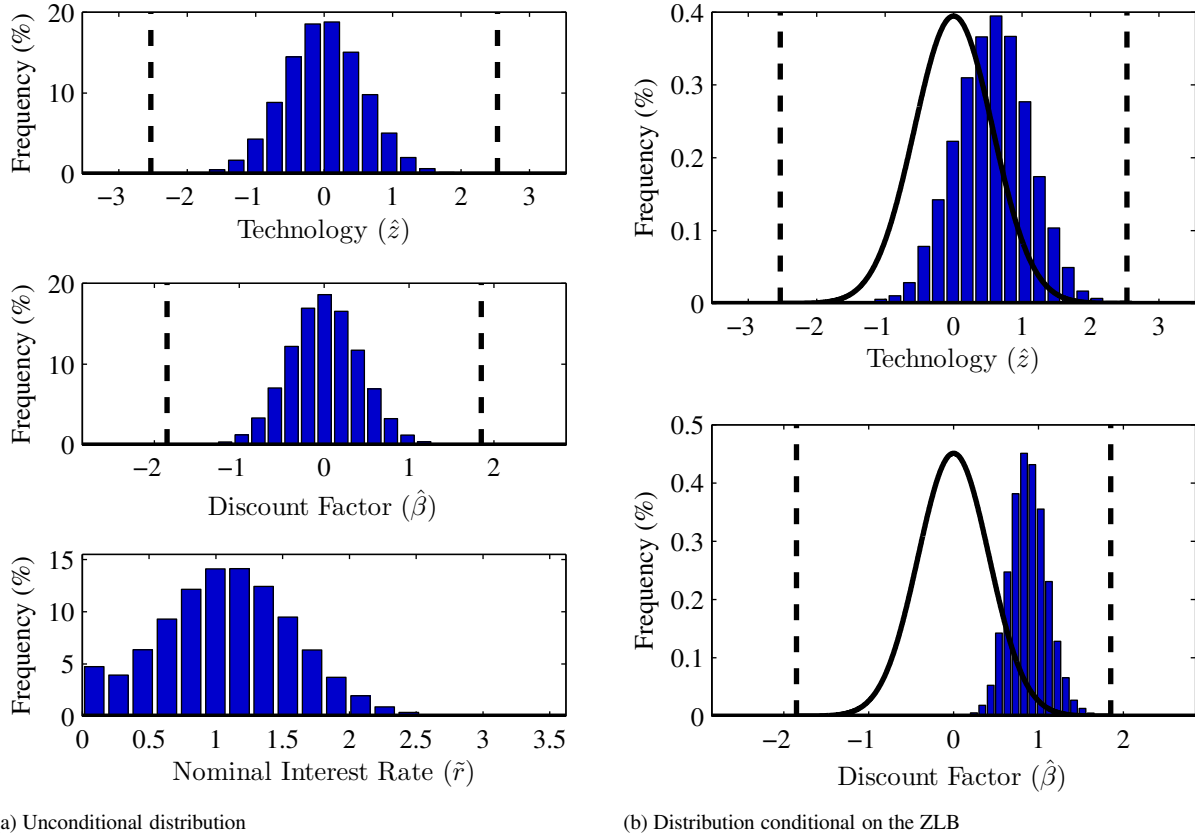 20
10
0
Frequency (%)
−3 −2 −1 0 1 2 3
Technology (ẑ)
20
10
0
Frequency (%)
−2 −1 0 1 2
Discount Factor (β̂)
15
10
5
0
Frequency (%)
0 0.5 1 1.5 2 2.5 3 3.5
Nominal Interest Rate (r̃)
a) Unconditional distribution
0.4
0.3
0.2
0.1
0
Frequency (%)
−3 −2 −1 0 1 2 3
Technology (ẑ)
0.5
0.4
0.3
0.2
0.1
0
Frequency (%)
−2 −1 0 1 2
Discount Factor (β̂)
(b) Distribution conditional on the ZLB